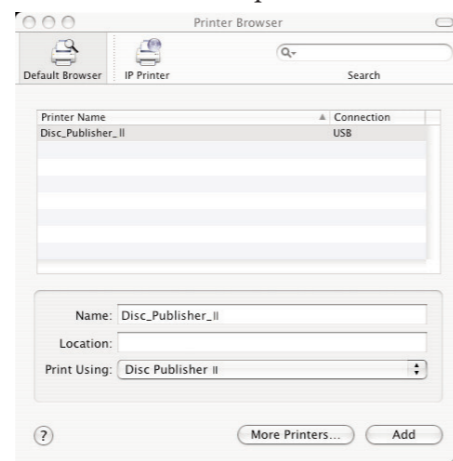 Printer Browser
Default Browser
IP Printer
Search
Printer Name
Connection
Disc_Publisher_II
USB
Name: Disc_Publisher_II
Location:
Print Using: Disc Publisher II
? More Printers... Add